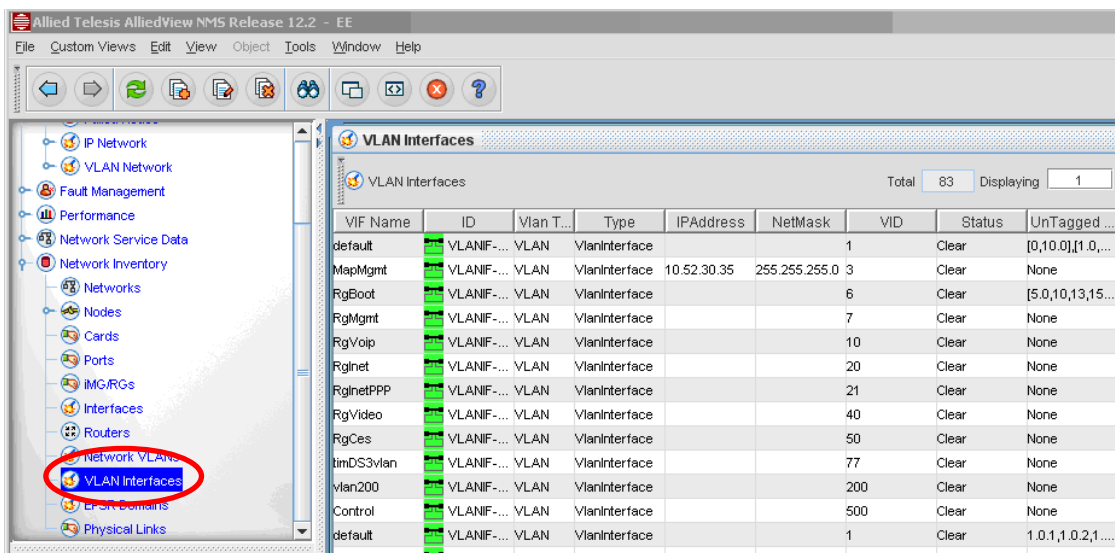 Allied Telesis AlliedView NMS Release 12.2 - EE
File Custom Views Edit View Object Tools Window Help
IP Network
VLAN Network
Fault Management
Performance
Network Service Data
Network Inventory
Networks
Nodes
Cards
Ports
iMG/RGs
Interfaces
Routers
Network VLANs
VLAN Interfaces
EPSR Domains
Physical Links
VLAN Interfaces
VLAN Interfaces Total 83 Displaying 1
VIF Name ID Vlan T... Type IPAddress NetMask VID Status UnTagged ...
default VLANIF-... VLAN VlanInterface 1 Clear [0,10.0],[1.0,...
MapMgmt VLANIF-... VLAN VlanInterface 10.52.30.35 255.255.255.0 3 Clear None
RgBoot VLANIF-... VLAN VlanInterface 6 Clear [5.0,10,13,15...
RgMgmt VLANIF-... VLAN VlanInterface 7 Clear None
RgVoip VLANIF-... VLAN VlanInterface 10 Clear None
RgInet VLANIF-... VLAN VlanInterface 20 Clear None
RgInetPPP VLANIF-... VLAN VlanInterface 21 Clear None
RgVideo VLANIF-... VLAN VlanInterface 40 Clear None
RgCes VLANIF-... VLAN VlanInterface 50 Clear None
timDS3vlan VLANIF-... VLAN VlanInterface 77 Clear None
vlan200 VLANIF-... VLAN VlanInterface 200 Clear None
Control VLANIF-... VLAN VlanInterface 500 Clear None
default VLANIF-... VLAN VlanInterface 1 Clear 1.0.1,1.0.2,1....